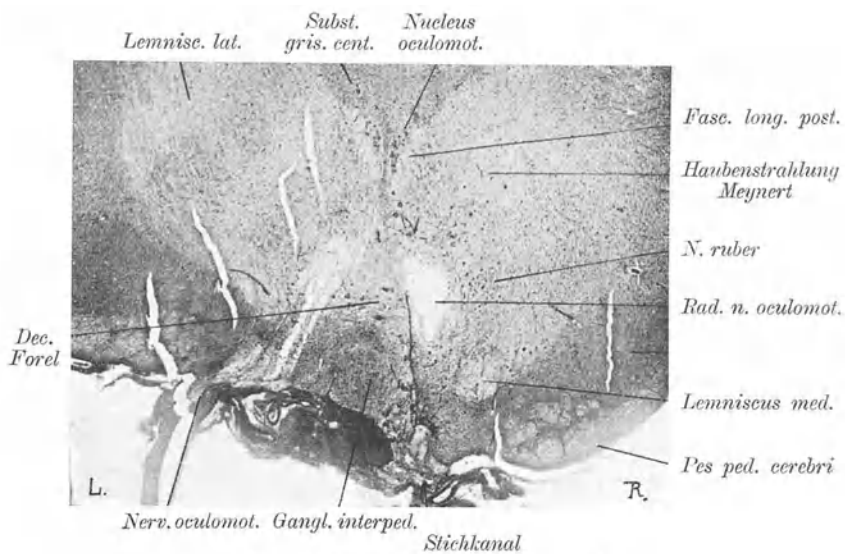 Lemnisc. lat.
Subst.
gris. cent.
Nucleus
oculomot.
Fasc. long. post.
Haubenstrahlung
Meynert
N. ruber
Rad. n. oculomot.
Dec.
Forel
Lemniscus med.
Pes ped. cerebri
L.
R.
Nerv. oculomot.
Gangl. interped.
Stichkanal